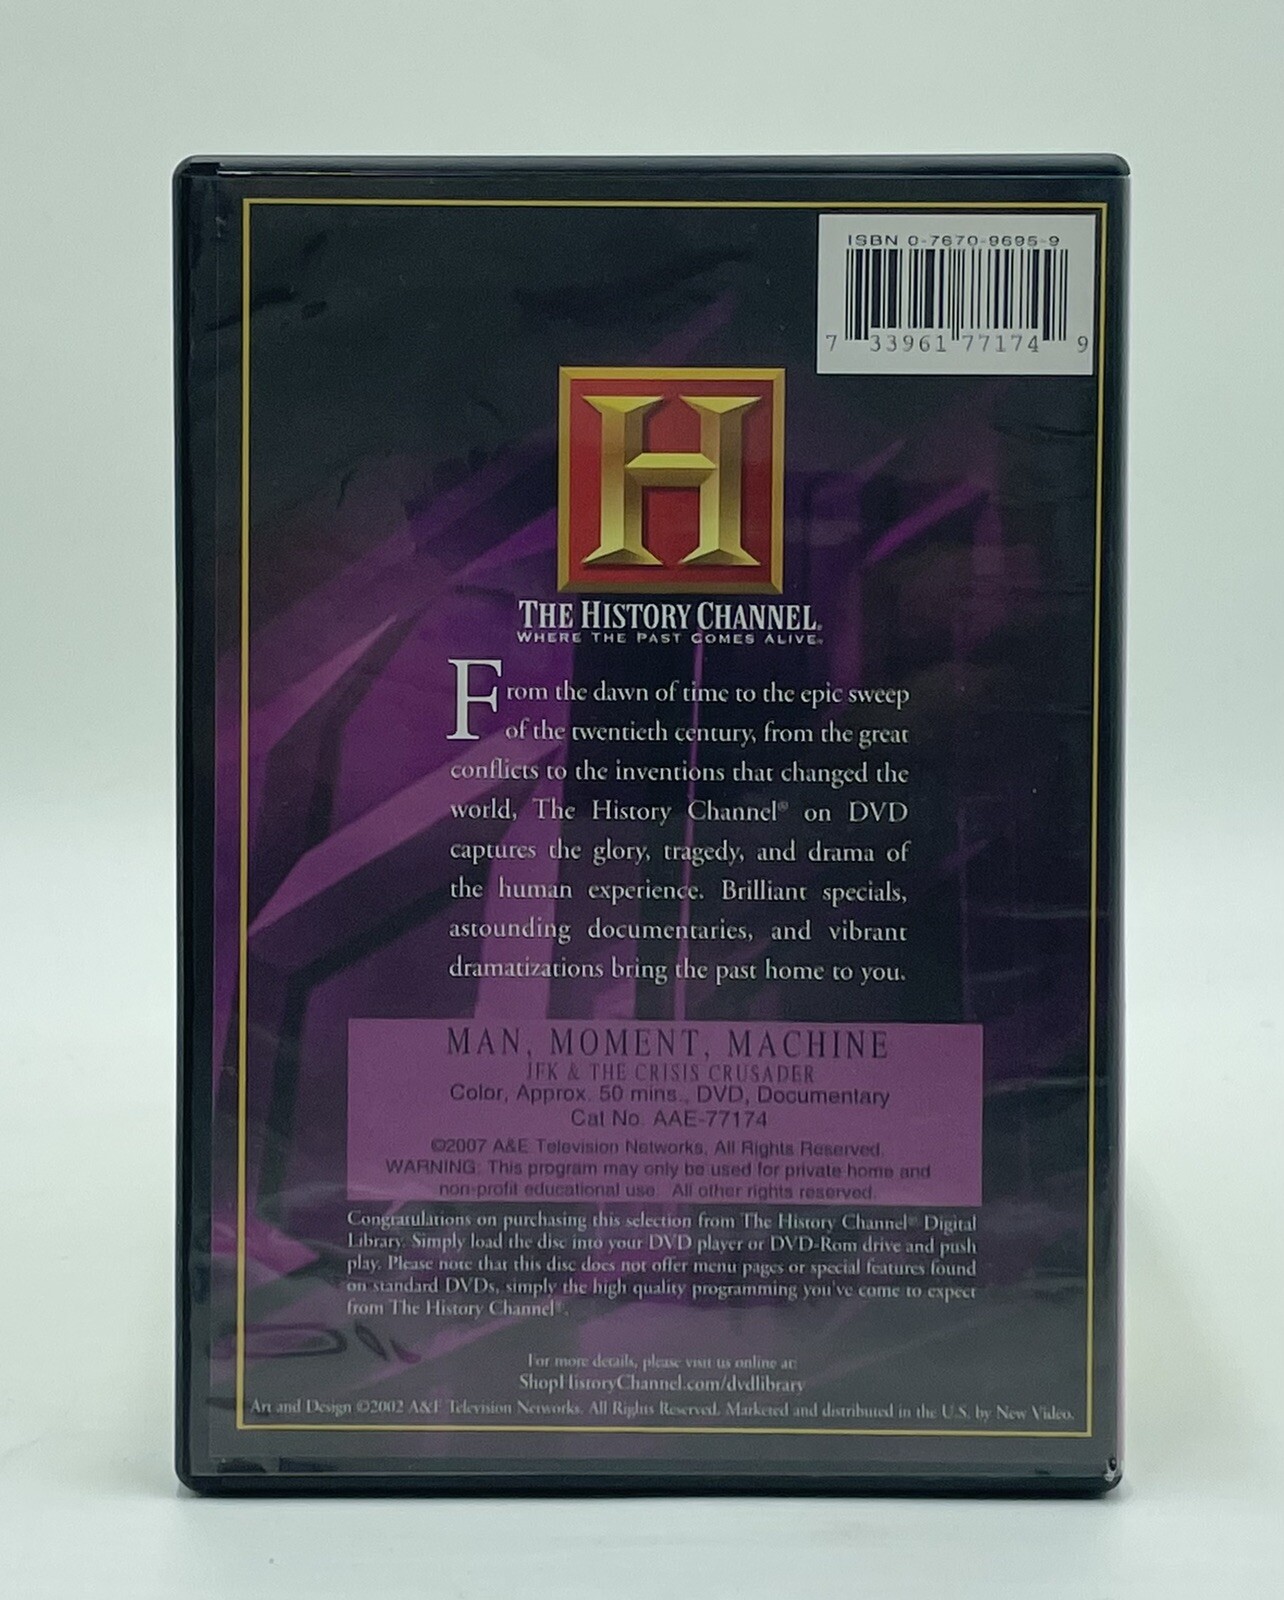 ISBN 0-7670-9695-9
7 33961 77174 9
H
THE HISTORY CHANNEL®
WHERE THE PAST COMES ALIVE
From the dawn of time to the epic sweep
of the twentieth century, from the great
conflicts to the inventions that changed the
world, The History Channel® on DVD
captures the glory, tragedy, and drama of
the human experience. Brilliant specials,
astounding documentaries, and vibrant
dramatizations bring the past home to you.
MAN, MOMENT, MACHINE
JFK & THE CRISIS CRUSADER
Color, Approx. 50 mins., DVD, Documentary
Cat No. AAE-77174
©2007 A&E Television Networks, All Rights Reserved.
WARNING: This program may only be used for private home and
non-profit educational use. All other rights reserved.
Congratulations on purchasing this selection from The History Channel® Digital
Library. Simply load the disc into your DVD player or DVD-Rom drive and push
play. Please note that this disc does not offer menu pages or special features found
on standard DVDs, simply the high quality programming you've come to expect
from The History Channel®.
For more details, please visit us online at:
ShopHistoryChannel.com/dvdlibrary
Art and Design ©2002 A&E Television Networks. All Rights Reserved. Marketed and distributed in the U.S. by New Video.